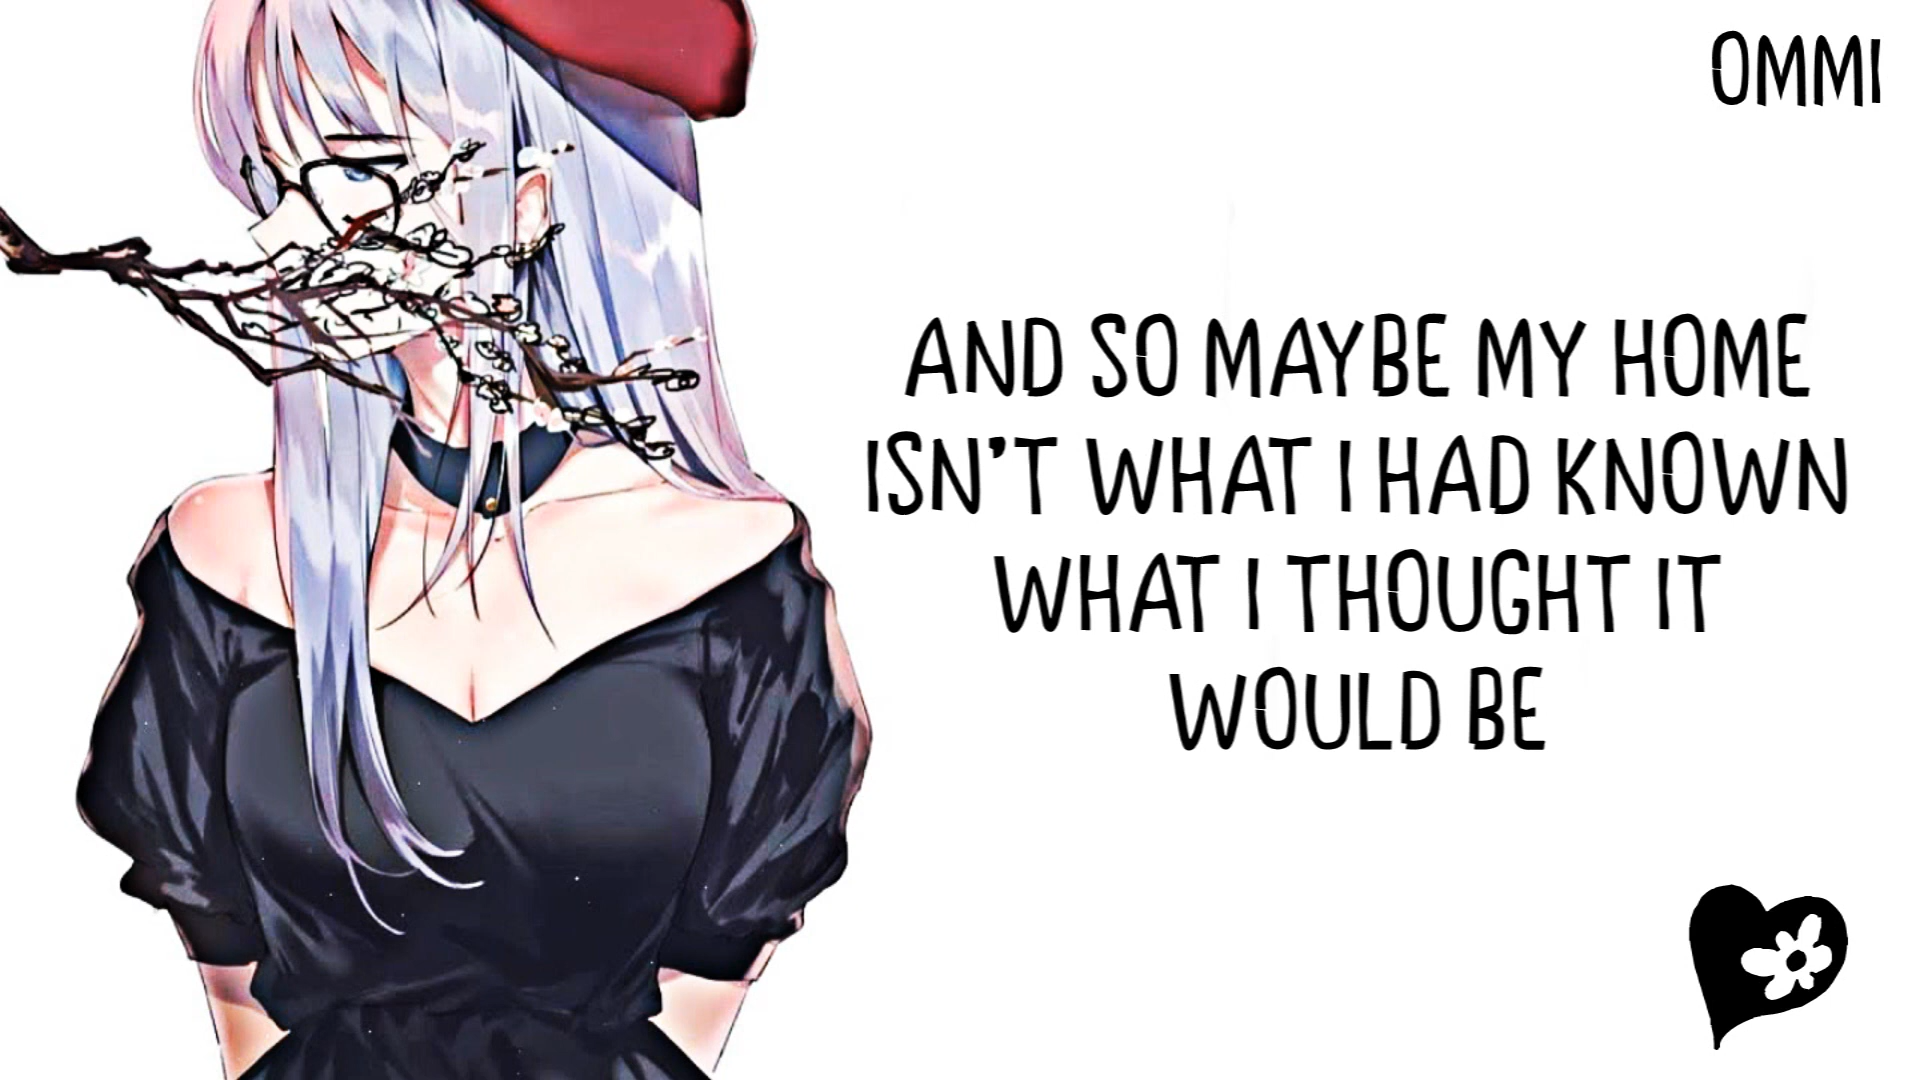 OMMI
AND SO MAYBE MY HOME
ISN'T WHAT I HAD KNOWN
WHAT I THOUGHT IT
WOULD BE